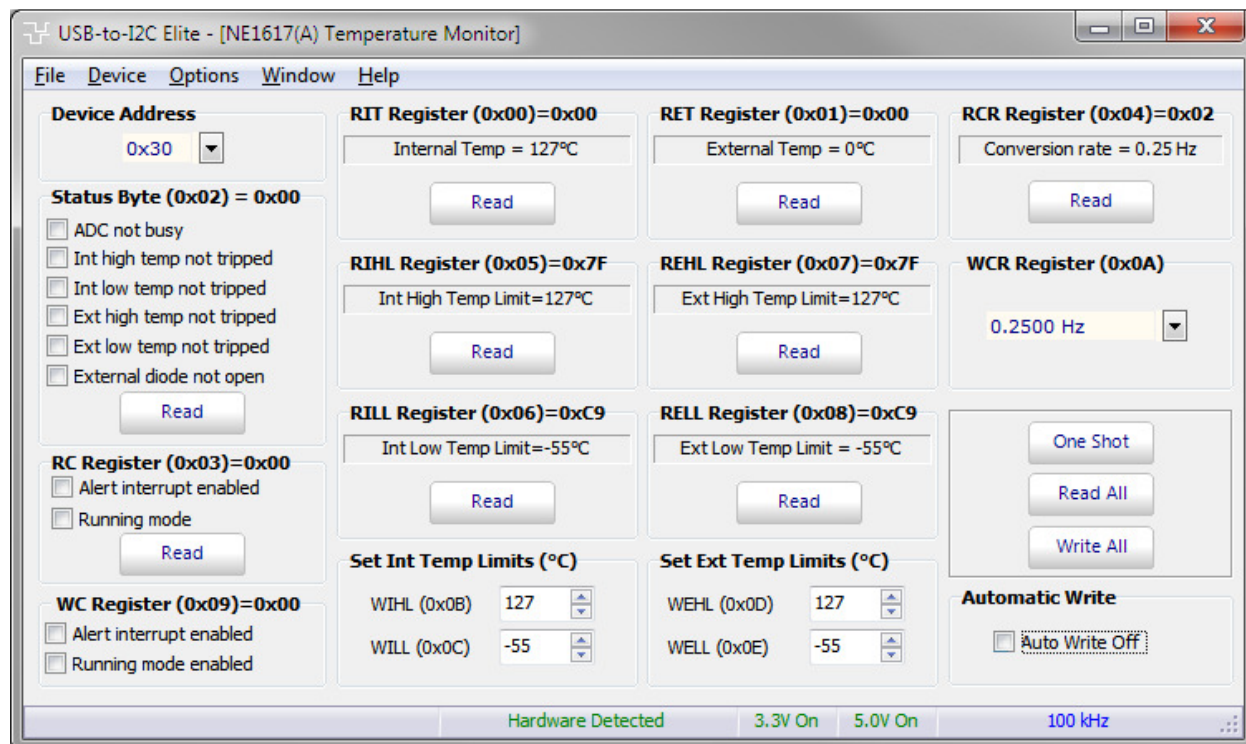 USB-to-I2C Elite - [NE1617(A) Temperature Monitor]
File Device Options Window Help
Device Address
0x30
Status Byte (0x02) = 0x00
ADC not busy
Int high temp not tripped
Int low temp not tripped
Ext high temp not tripped
Ext low temp not tripped
External diode not open
Read
RC Register (0x03)=0x00
Alert interrupt enabled
Running mode
Read
WC Register (0x09)=0x00
Alert interrupt enabled
Running mode enabled
RIT Register (0x00)=0x00
Internal Temp = 127ºC
Read
RIHL Register (0x05)=0x7F
Int High Temp Limit=127ºC
Read
RILL Register (0x06)=0xC9
Int Low Temp Limit=-55ºC
Read
Set Int Temp Limits (°C)
WIHL (0x0B) 127
WILL (0x0C) -55
RET Register (0x01)=0x00
External Temp = 0ºC
Read
REHL Register (0x07)=0x7F
Ext High Temp Limit=127ºC
Read
RELL Register (0x08)=0xC9
Ext Low Temp Limit = -55ºC
Read
Set Ext Temp Limits (°C)
WEHL (0x0D) 127
WELL (0x0E) -55
RCR Register (0x04)=0x02
Conversion rate = 0.25 Hz
Read
WCR Register (0x0A)
0.2500 Hz
One Shot
Read All
Write All
Automatic Write
Auto Write Off
Hardware Detected 3.3V On 5.0V On 100 kHz